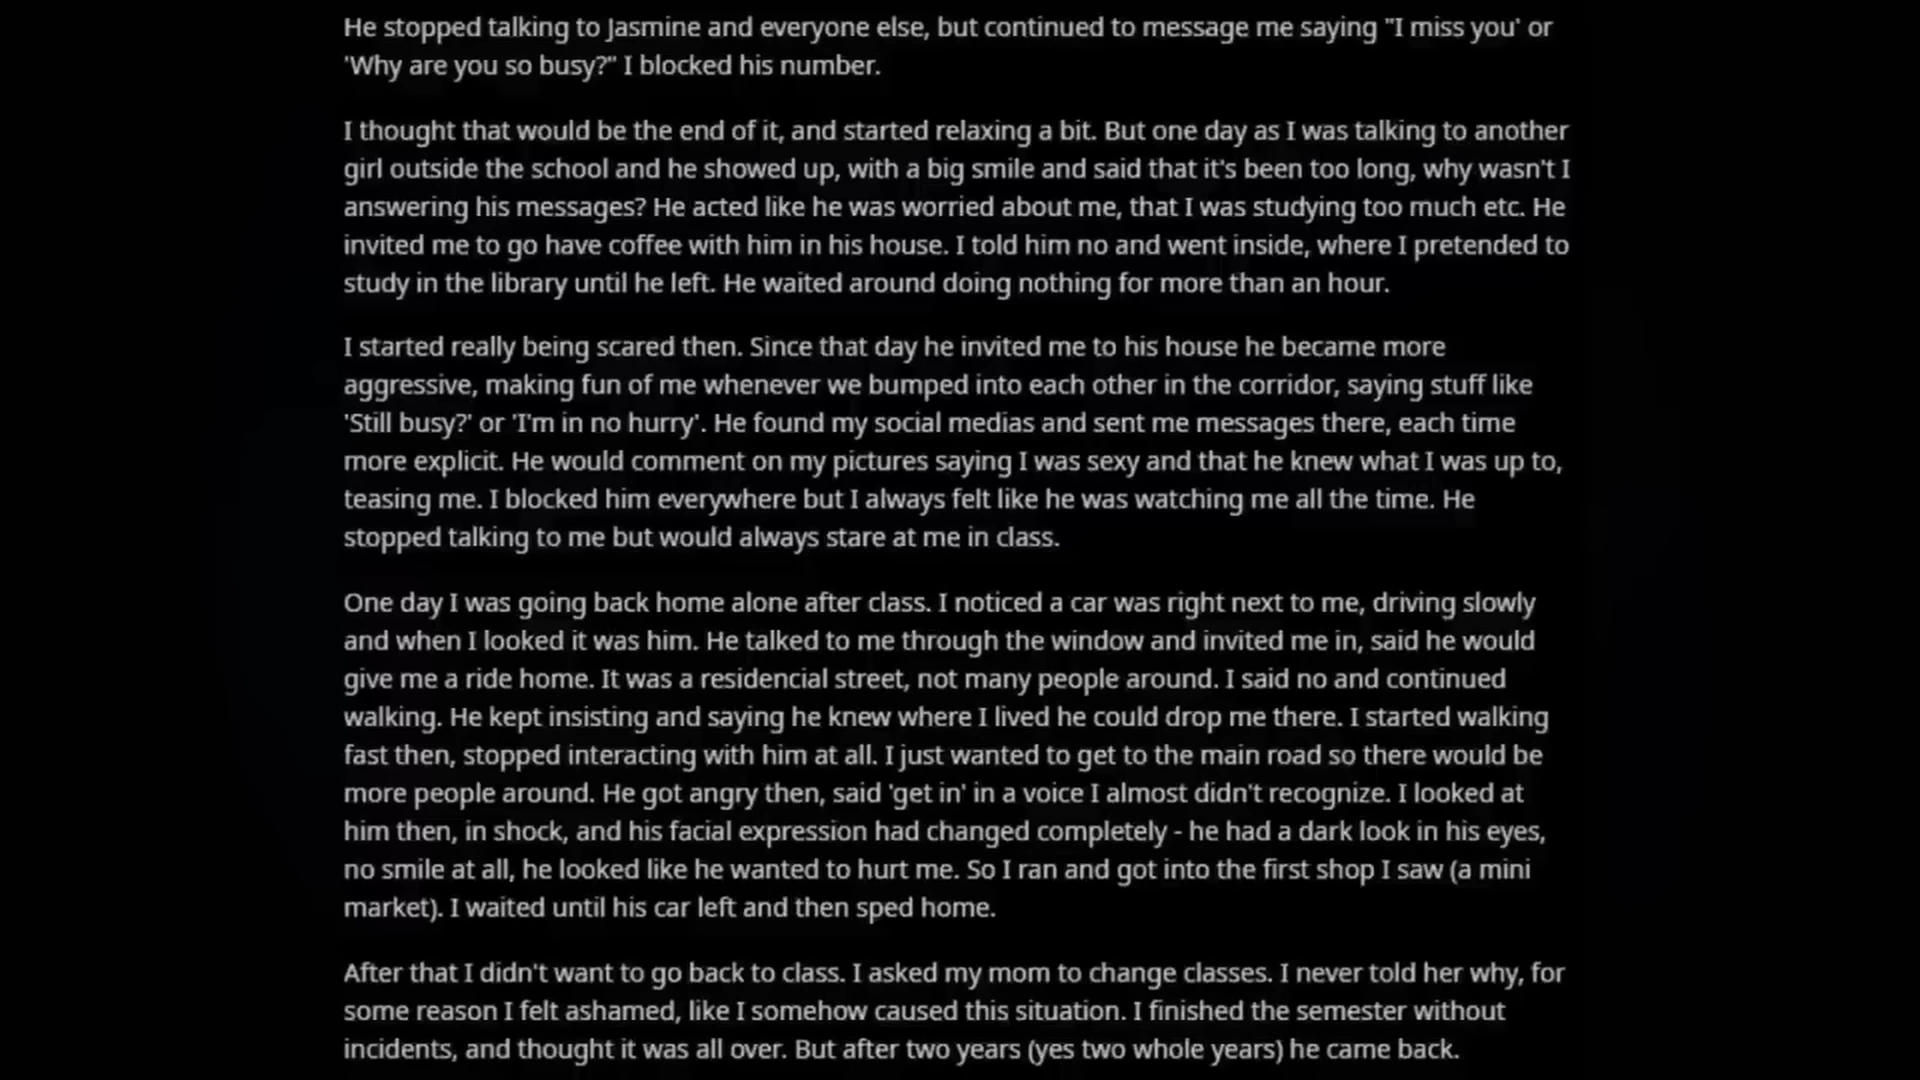 He stopped talking to Jasmine and everyone else, but continued to message me saying "I miss you' or
'Why are you so busy?" I blocked his number.
I thought that would be the end of it, and started relaxing a bit. But one day as I was talking to another
girl outside the school and he showed up, with a big smile and said that it's been too long, why wasn't I
answering his messages? He acted like he was worried about me, that I was studying too much etc. He
invited me to go have coffee with him in his house. I told him no and went inside, where I pretended to
study in the library until he left. He waited around doing nothing for more than an hour.
I started really being scared then. Since that day he invited me to his house he became more
aggressive, making fun of me whenever we bumped into each other in the corridor, saying stuff like
'Still busy?' or 'I'm in no hurry'. He found my social medias and sent me messages there, each time
more explicit. He would comment on my pictures saying I was sexy and that he knew what I was up to,
teasing me. I blocked him everywhere but I always felt like he was watching me all the time. He
stopped talking to me but would always stare at me in class.
One day I was going back home alone after class. I noticed a car was right next to me, driving slowly
and when I looked it was him. He talked to me through the window and invited me in, said he would
give me a ride home. It was a residencial street, not many people around. I said no and continued
walking. He kept insisting and saying he knew where I lived he could drop me there. I started walking
fast then, stopped interacting with him at all. I just wanted to get to the main road so there would be
more people around. He got angry then, said 'get in' in a voice I almost didn't recognize. I looked at
him then, in shock, and his facial expression had changed completely - he had a dark look in his eyes,
no smile at all, he looked like he wanted to hurt me. So I ran and got into the first shop I saw (a mini
market). I waited until his car left and then sped home.
After that I didn't want to go back to class. I asked my mom to change classes. I never told her why, for
some reason I felt ashamed, like I somehow caused this situation. I finished the semester without
incidents, and thought it was all over. But after two years (yes two whole years) he came back.